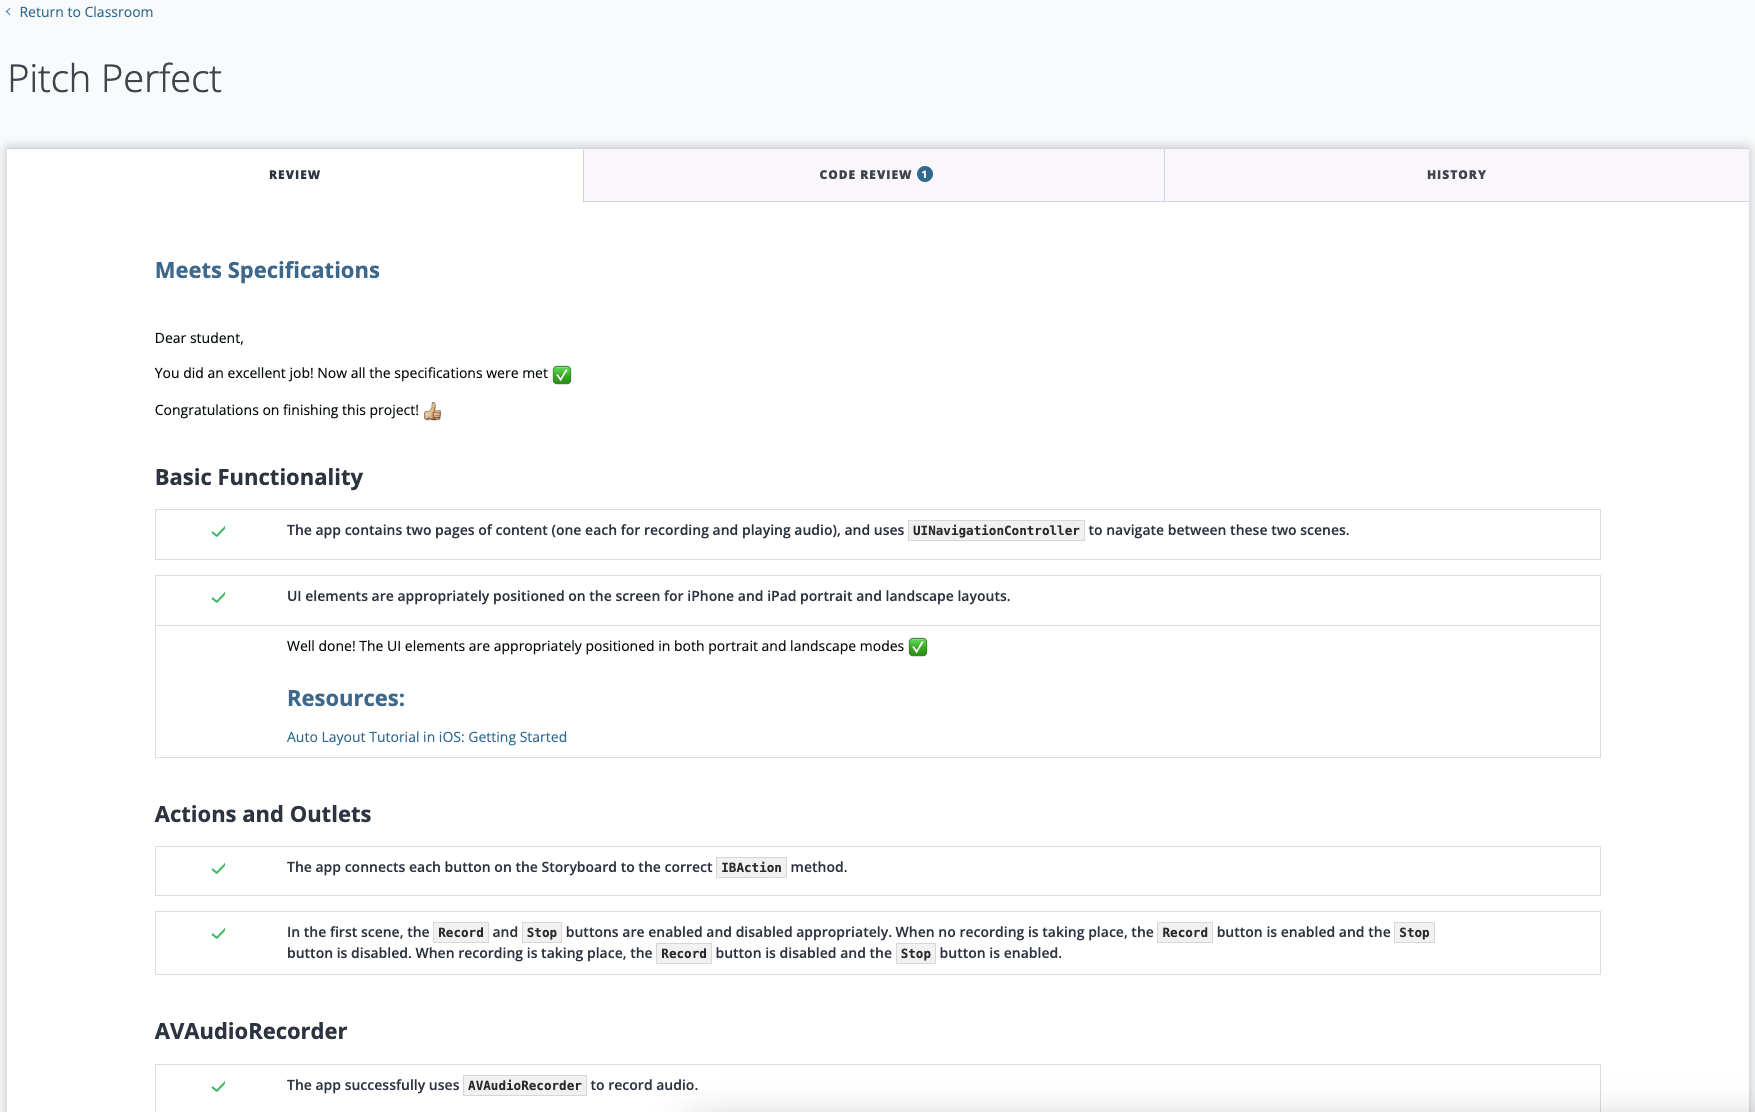 Return to Classroom
Pitch Perfect
REVIEW
CODE REVIEW 1
HISTORY
Meets Specifications
Dear student,
You did an excellent job! Now all the specifications were met ✅
Congratulations on finishing this project! 👍🏼
Basic Functionality
The app contains two pages of content (one each for recording and playing audio), and uses UINavigationController to navigate between these two scenes.
UI elements are appropriately positioned on the screen for iPhone and iPad portrait and landscape layouts.
Well done! The UI elements are appropriately positioned in both portrait and landscape modes ✅
Resources:
Auto Layout Tutorial in iOS: Getting Started
Actions and Outlets
The app connects each button on the Storyboard to the correct IBAction method.
In the first scene, the Record and Stop buttons are enabled and disabled appropriately. When no recording is taking place, the Record button is enabled and the Stop
button is disabled. When recording is taking place, the Record button is disabled and the Stop button is enabled.
AVAudioRecorder
The app successfully uses AVAudioRecorder to record audio.